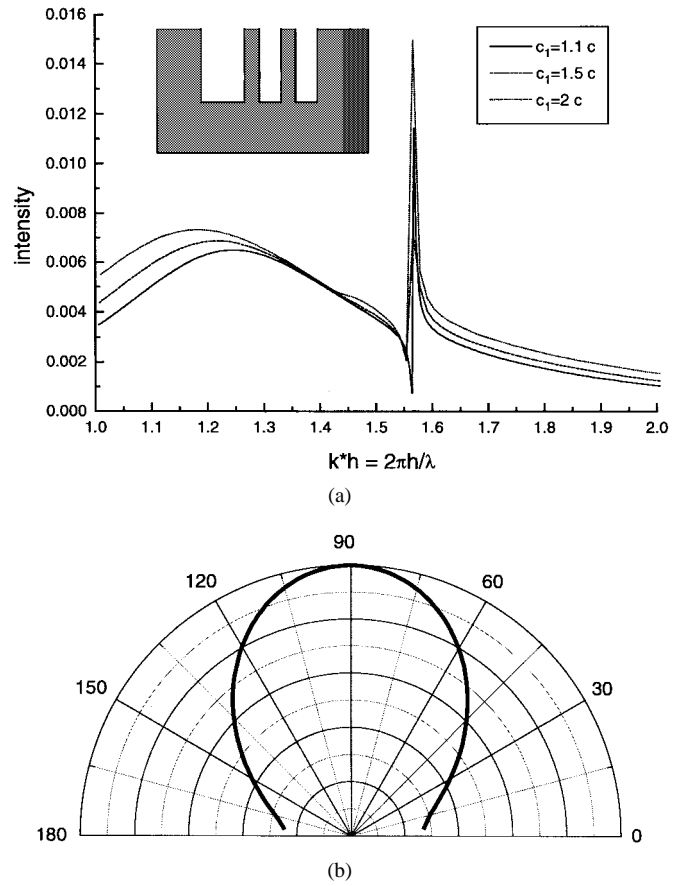 0.016
0.014
0.012
0.010
0.008
0.006
0.004
0.002
0.000
intensity
c₁=1.1 c
c₁=1.5 c
c₁=2 c
1.0 1.1 1.2 1.3 1.4 1.5 1.6 1.7 1.8 1.9 2.0
k*h = 2πh/λ
(a)
90
120 60
150 30
180 0
(b)